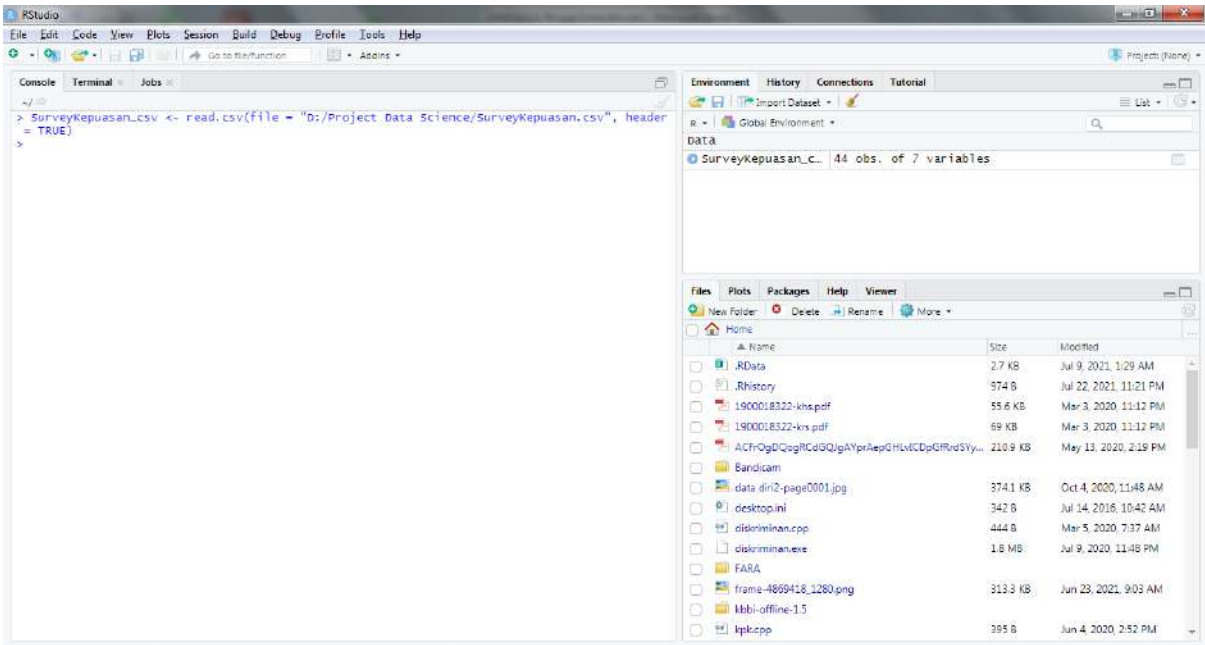 RStudio
File Edit Code View Plots Session Build Debug Profile Tools Help
Go to file/function Addins Project: (None)
Console Terminal Jobs
~/
> SurveyKepuasan_csv <- read.csv(file = "D:/Project Data Science/SurveyKepuasan.csv", header
= TRUE)
>
Environment History Connections Tutorial
Import Dataset List
R Global Environment
Data
SurveyKepuasan_c… 44 obs. of 7 variables
Files Plots Packages Help Viewer
New Folder Delete Rename More
Home
Name Size Modified
.RData 2.7 KB Jul 9, 2021, 1:29 AM
.Rhistory 974 B Jul 22, 2021, 11:21 PM
1900018322-khs.pdf 55.6 KB Mar 3, 2020, 11:12 PM
1900018322-krs.pdf 69 KB Mar 3, 2020, 11:12 PM
210.9 KB May 13, 2020, 2:19 PM
Bandicam
data diri2-page0001.jpg 374.1 KB Oct 4, 2020, 11:48 AM
desktop.ini 342 B Jul 14, 2016, 10:42 AM
diskriminan.cpp 444 B Mar 5, 2020, 7:37 AM
diskriminan.exe 1.8 MB Jul 9, 2020, 11:48 PM
FARA
frame-4869418_1280.png 313.3 KB Jun 23, 2021, 9:03 AM
kbbi-offline-1.5
kpk.cpp 395 B Jun 4, 2020, 2:52 PM